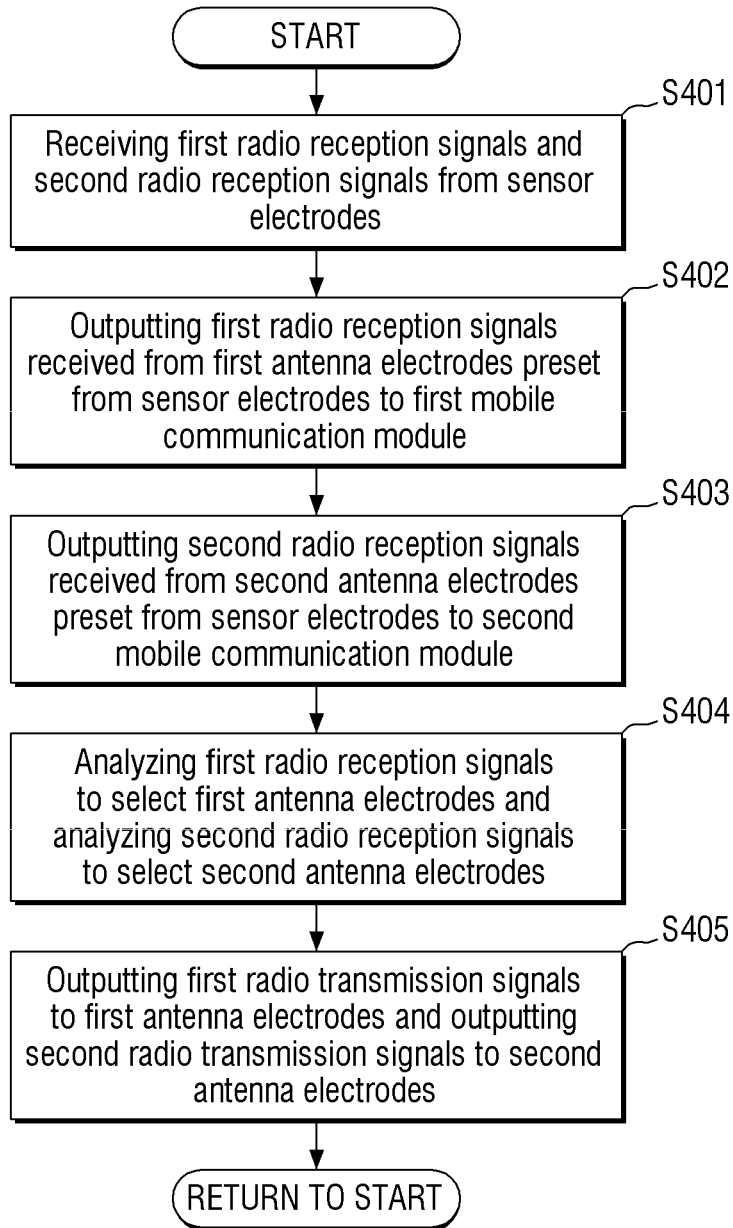 START
S401
Receiving first radio reception signals and
second radio reception signals from sensor
electrodes
S402
Outputting first radio reception signals
received from first antenna electrodes preset
from sensor electrodes to first mobile
communication module
S403
Outputting second radio reception signals
received from second antenna electrodes
preset from sensor electrodes to second
mobile communication module
S404
Analyzing first radio reception signals
to select first antenna electrodes and
analyzing second radio reception signals
to select second antenna electrodes
S405
Outputting first radio transmission signals
to first antenna electrodes and outputting
second radio transmission signals to second
antenna electrodes
RETURN TO START